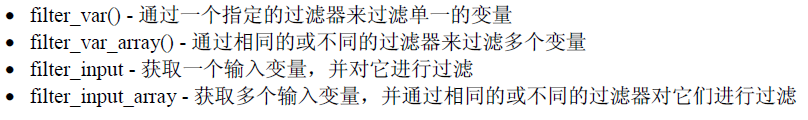 • filter_var() - 通过一个指定的过滤器来过滤单一的变量
• filter_var_array() - 通过相同的或不同的过滤器来过滤多个变量
• filter_input - 获取一个输入变量，并对它进行过滤
• filter_input_array - 获取多个输入变量，并通过相同的或不同的过滤器对它们进行过滤